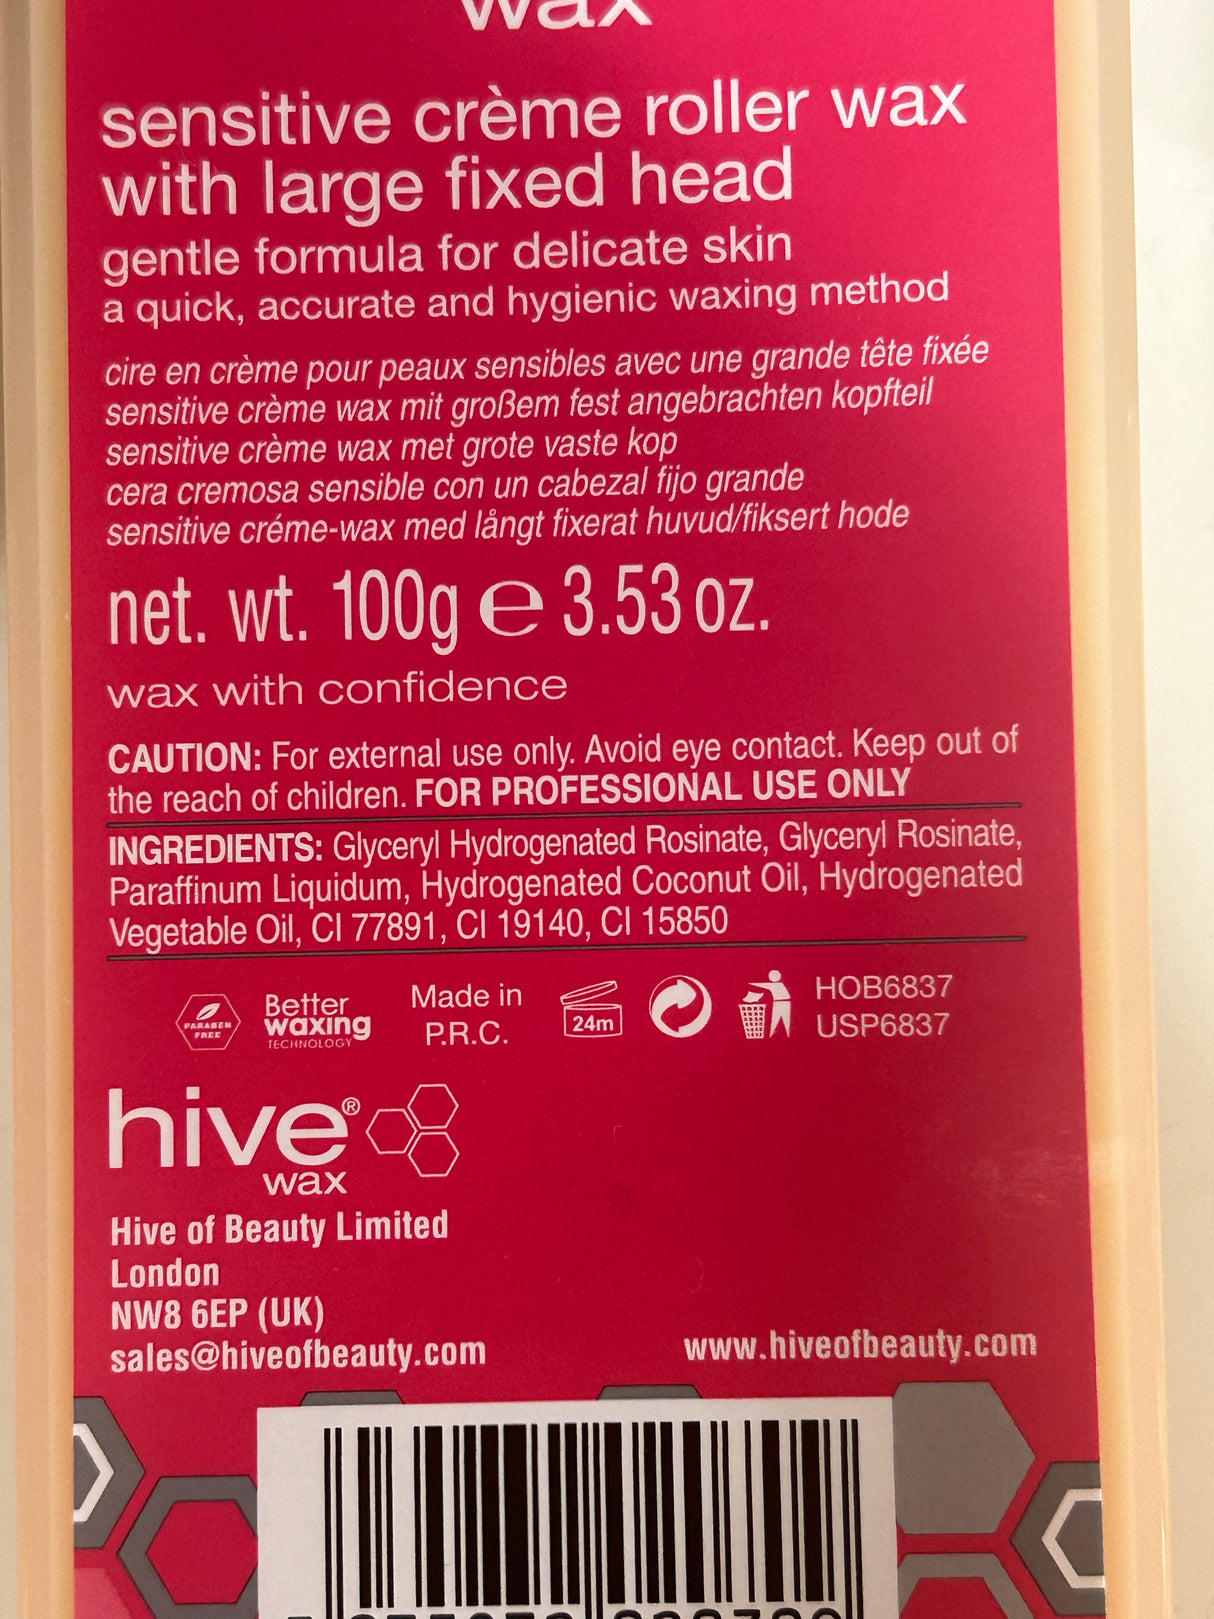 wax
sensitive crème roller wax
with large fixed head
gentle formula for delicate skin
a quick, accurate and hygienic waxing method
cire en crème pour peaux sensibles avec une grande tête fixée
sensitive crème wax mit großem fest angebrachten kopfteil
sensitive crème wax met grote vaste kop
cera cremosa sensible con un cabezal fijo grande
sensitive créme-wax med långt fixerat huvud/fiksert hode
net. wt. 100g ℮ 3.53 oz.
wax with confidence
CAUTION: For external use only. Avoid eye contact. Keep out of
the reach of children. FOR PROFESSIONAL USE ONLY
INGREDIENTS: Glyceryl Hydrogenated Rosinate, Glyceryl Rosinate,
Paraffinum Liquidum, Hydrogenated Coconut Oil, Hydrogenated
Vegetable Oil, CI 77891, CI 19140, CI 15850
PARABEN
FREE
Better
waxing
TECHNOLOGY
Made in
P.R.C.
24m
HOB6837
USP6837
hive®
wax
Hive of Beauty Limited
London
NW8 6EP (UK)
sales@hiveofbeauty.com
www.hiveofbeauty.com